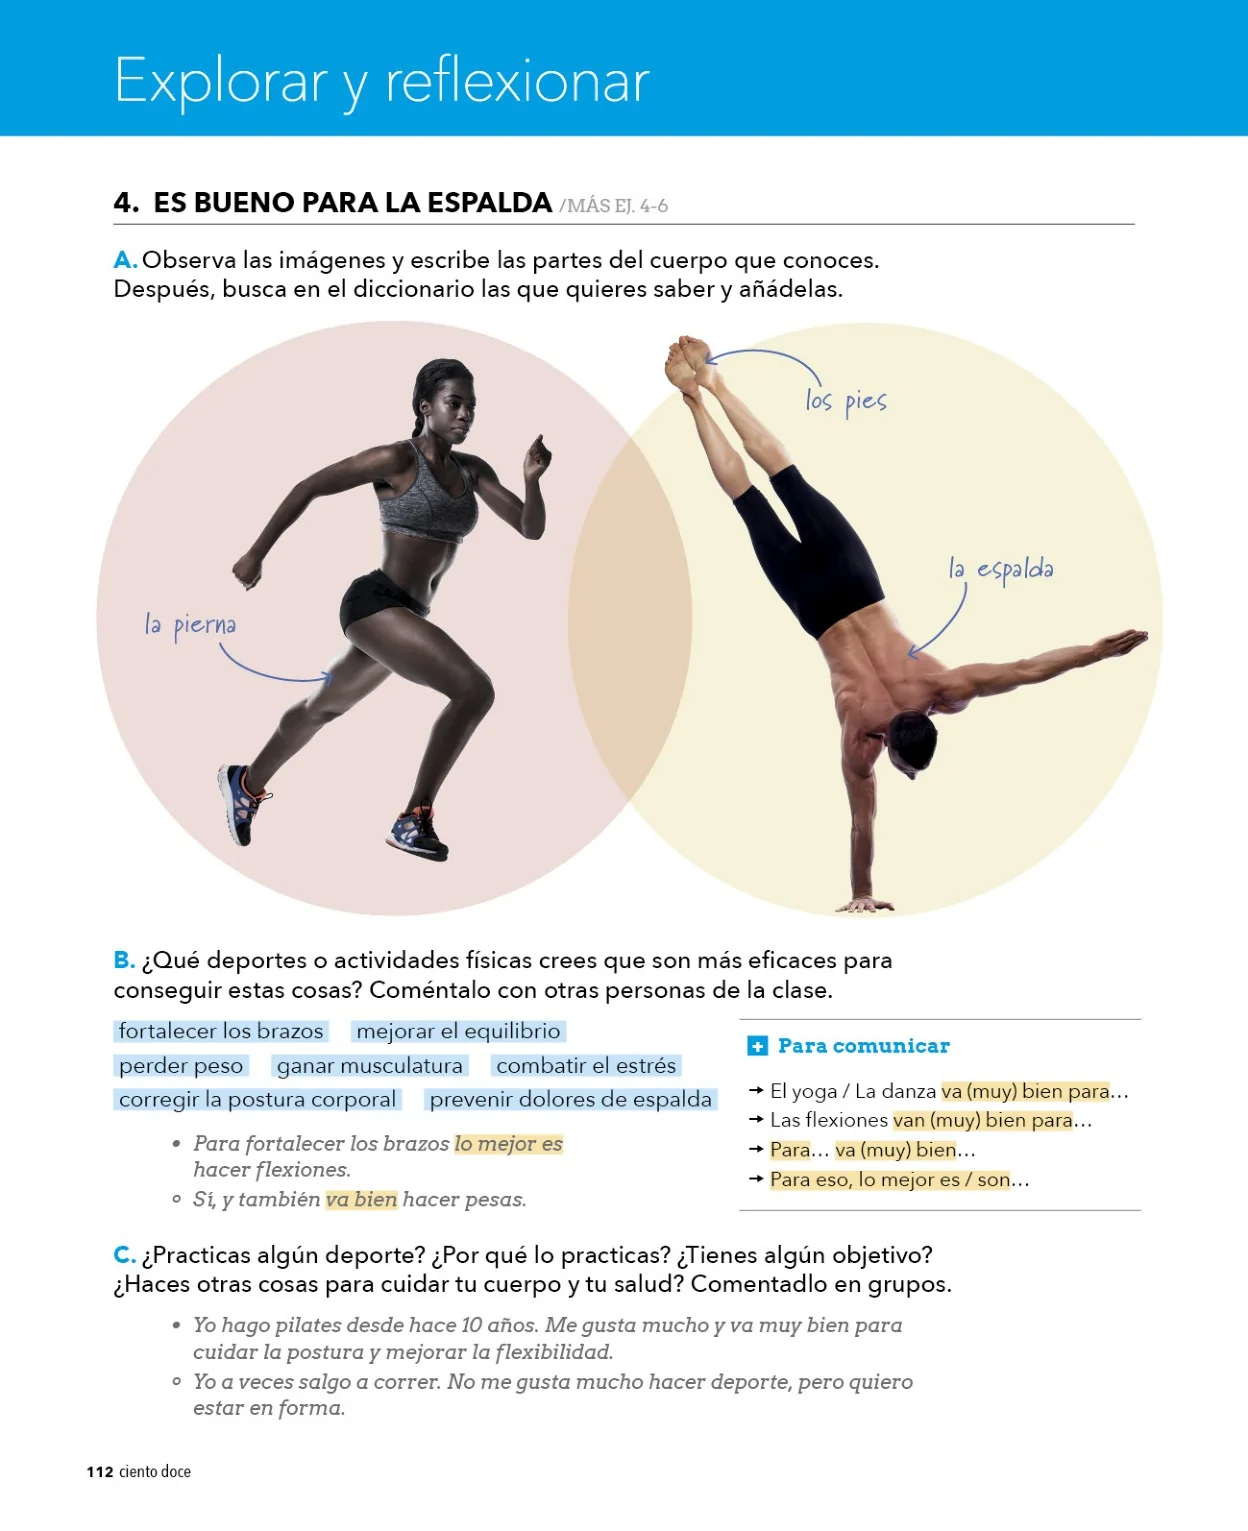 Explorar y reflexionar
4. ES BUENO PARA LA ESPALDA /MÁS EJ. 4-6
A. Observa las imágenes y escribe las partes del cuerpo que conoces.
Después, busca en el diccionario las que quieres saber y añádelas.
los pies
la espalda
la pierna
B. ¿Qué deportes o actividades físicas crees que son más eficaces para
conseguir estas cosas? Coméntalo con otras personas de la clase.
fortalecer los brazos mejorar el equilibrio
perder peso ganar musculatura combatir el estrés
corregir la postura corporal prevenir dolores de espalda
• Para fortalecer los brazos lo mejor es
hacer flexiones.
○ Sí, y también va bien hacer pesas.
+ Para comunicar
→ El yoga / La danza va (muy) bien para…
→ Las flexiones van (muy) bien para…
→ Para… va (muy) bien…
→ Para eso, lo mejor es / son…
C. ¿Practicas algún deporte? ¿Por qué lo practicas? ¿Tienes algún objetivo?
¿Haces otras cosas para cuidar tu cuerpo y tu salud? Comentadlo en grupos.
• Yo hago pilates desde hace 10 años. Me gusta mucho y va muy bien para
cuidar la postura y mejorar la flexibilidad.
○ Yo a veces salgo a correr. No me gusta mucho hacer deporte, pero quiero
estar en forma.
112 ciento doce